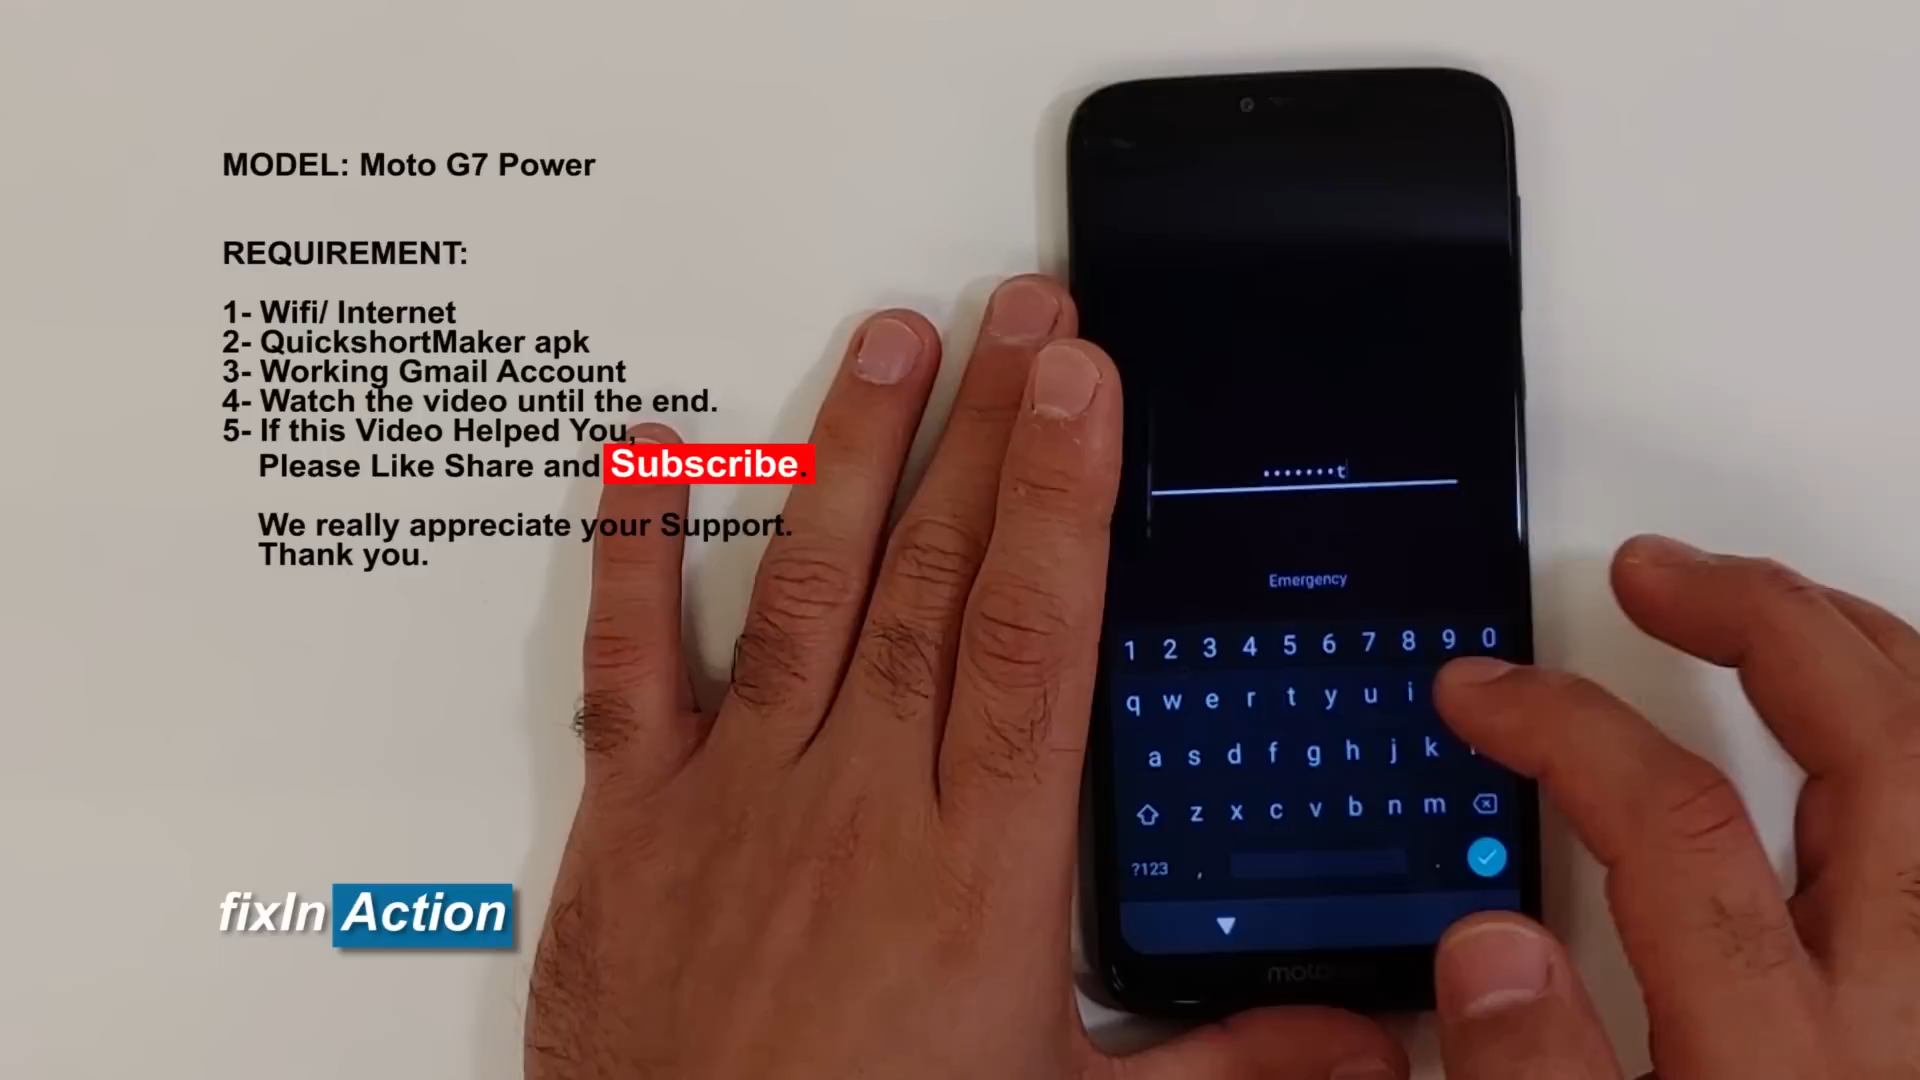 MODEL: Moto G7 Power
REQUIREMENT:
1- Wifi/ Internet
2- QuickshortMaker apk
3- Working Gmail Account
4- Watch the video until the end.
5- If this Video Helped You,
Please Like Share and Subscribe.
We really appreciate your Support.
Thank you.
fixIn Action
•••••••t
Emergency
1 2 3 4 5 6 7 8 9 0
q w e r t y u i
a s d f g h j k
z x c v b n m
?123 , .